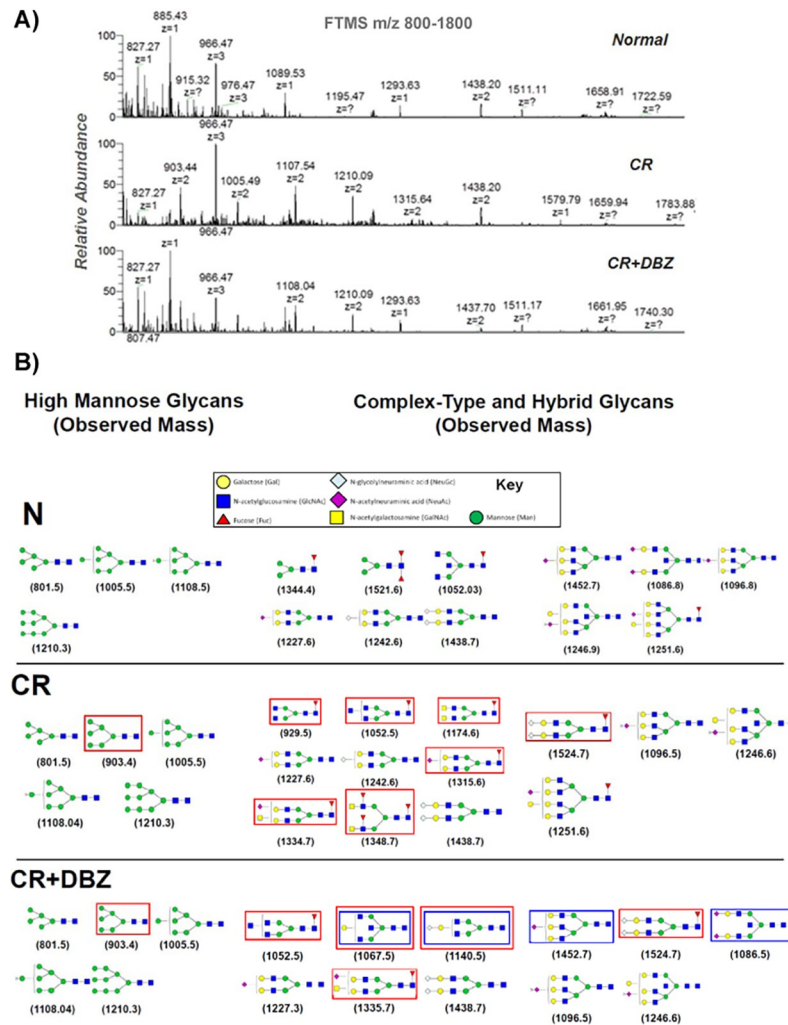 A)
FTMS m/z 800-1800
Relative Abundance
Normal
100
50
0
827.27
z=1
885.43
z=1
915.32
z=?
966.47
z=3
976.47
z=3
1089.53
z=1
1195.47
z=?
1293.63
z=1
1438.20
z=2
1511.11
z=?
1658.91
z=?
1722.59
z=?
CR
100
50
0
827.27
z=1
903.44
z=2
966.47
z=3
1005.49
z=2
1107.54
z=2
1210.09
z=2
1315.64
z=2
1438.20
z=2
1579.79
z=1
1659.94
z=?
1783.88
z=?
CR+DBZ
100
50
0
807.47
827.27
z=1
z=1
966.47
966.47
z=3
1108.04
z=2
1210.09
z=2
1293.63
z=1
1437.70
z=2
1511.17
z=?
1661.95
z=?
1740.30
z=?
B)
High Mannose Glycans
(Observed Mass)
Complex-Type and Hybrid Glycans
(Observed Mass)
Key
Galactose (Gal)
N-acetylglucosamine (GlcNAc)
Fucose (Fuc)
N-glycolylneuraminic acid (NeuGc)
N-acetylneuraminic acid (NeuAc)
N-acetylgalactosamine (GalNAc)
Mannose (Man)
N
(801.5) (1005.5) (1108.5)
(1210.3)
(1344.4) (1521.6) (1052.03)
(1227.6) (1242.6) (1438.7)
(1452.7) (1086.8) (1096.8)
(1246.9) (1251.6)
CR
(801.5) (903.4) (1005.5)
(1108.04) (1210.3)
(929.5) (1052.5) (1174.6)
(1227.6) (1242.6) (1315.6)
(1334.7) (1348.7) (1438.7)
(1524.7) (1096.5) (1246.6)
(1251.6)
CR+DBZ
(801.5) (903.4) (1005.5)
(1108.04) (1210.3)
(1052.5) (1067.5) (1140.5)
(1227.3) (1335.7) (1438.7)
(1452.7) (1524.7) (1086.5)
(1096.5) (1246.6)